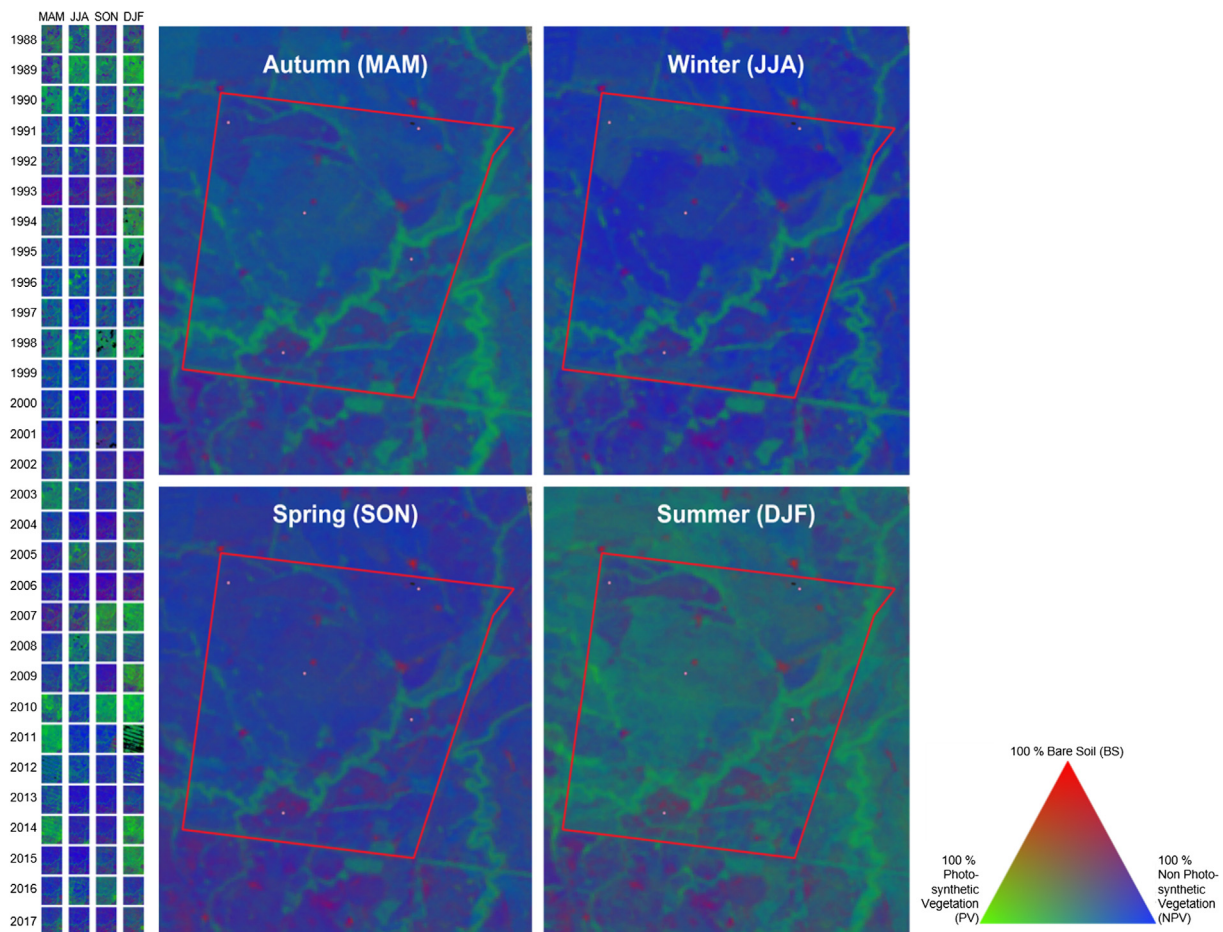 MAM JJA SON DJF
1988
1989
1990
1991
1992
1993
1994
1995
1996
1997
1998
1999
2000
2001
2002
2003
2004
2005
2006
2007
2008
2009
2010
2011
2012
2013
2014
2015
2016
2017
Autumn (MAM)
Winter (JJA)
Spring (SON)
Summer (DJF)
100 % Bare Soil (BS)
100 %
Photo-
synthetic
Vegetation
(PV)
100 %
Non Photo-
synthetic
Vegetation
(NPV)